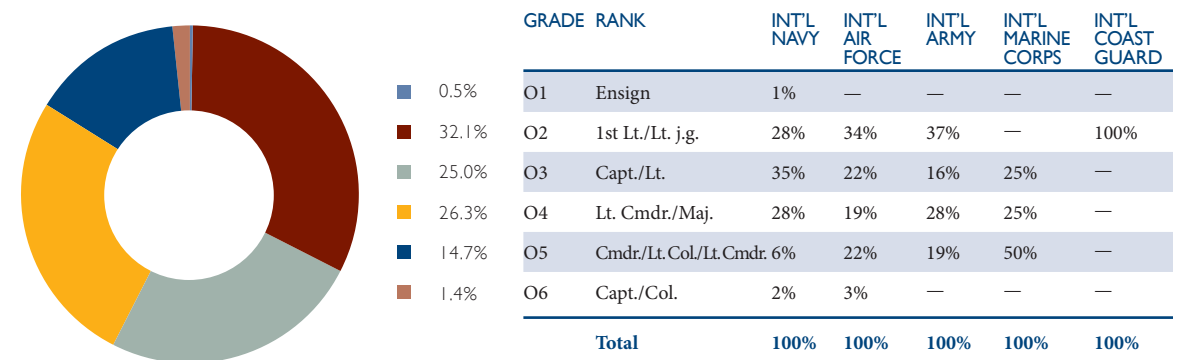 GRADE RANK INT'L NAVY INT'L AIR FORCE INT'L ARMY INT'L MARINE CORPS INT'L COAST GUARD
0.5% O1 Ensign 1% — — — —
32.1% O2 1st Lt./Lt. j.g. 28% 34% 37% — 100%
25.0% O3 Capt./Lt. 35% 22% 16% 25% —
26.3% O4 Lt. Cmdr./Maj. 28% 19% 28% 25% —
14.7% O5 Cmdr./Lt. Col./Lt. Cmdr. 6% 22% 19% 50% —
1.4% O6 Capt./Col. 2% 3% — — —
Total 100% 100% 100% 100% 100%